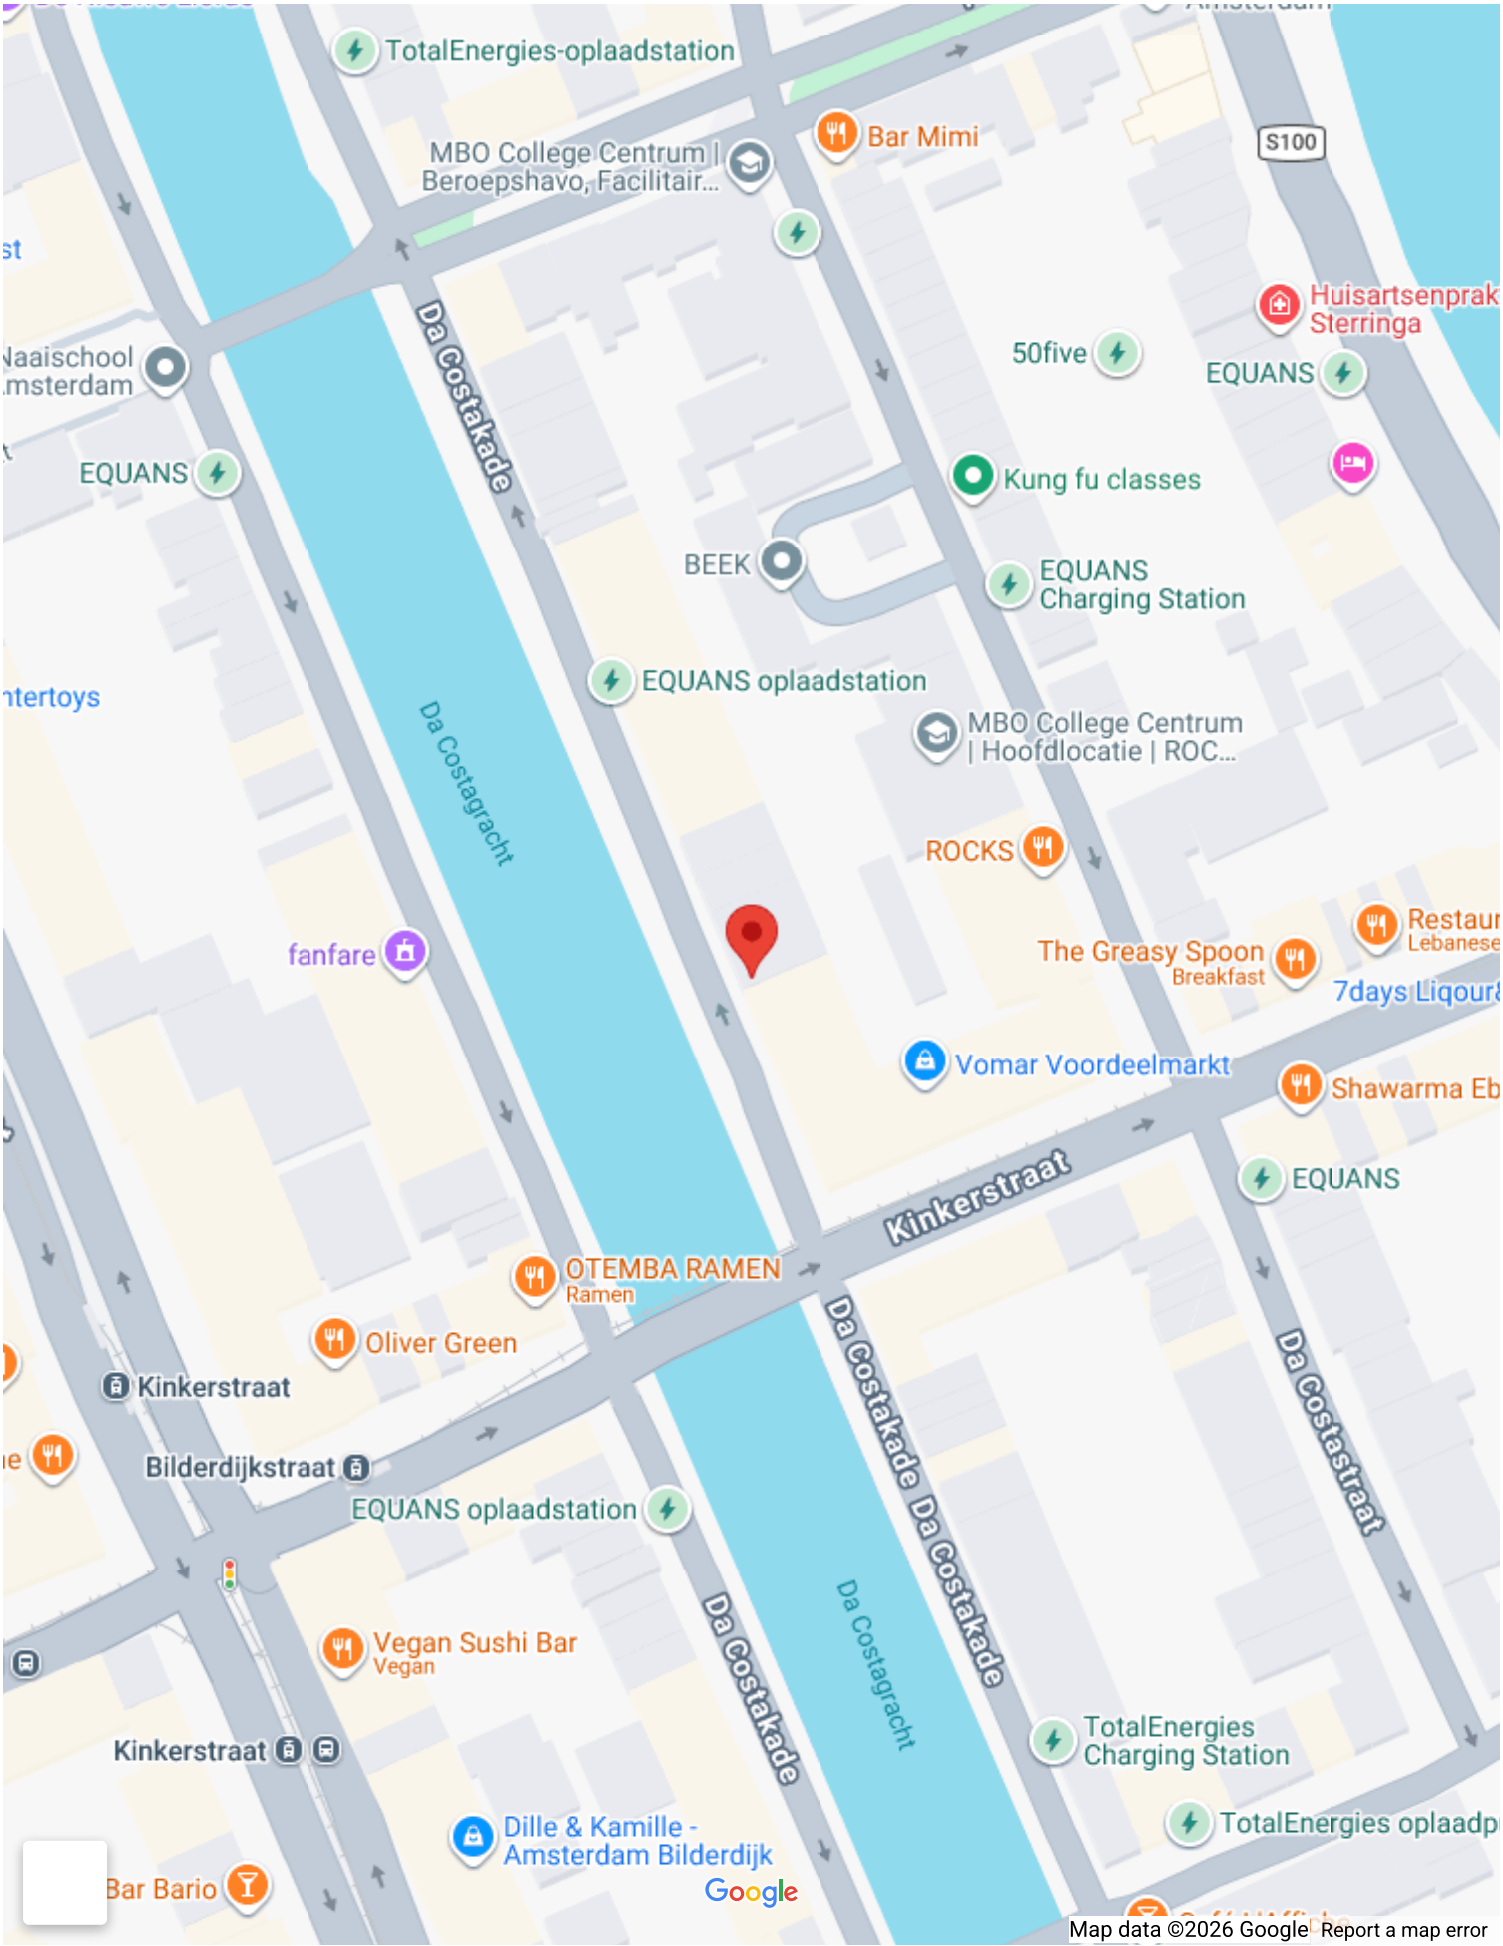 TotalEnergies-oplaadstation
Amsterdam
MBO College Centrum |
Beroepshavo, Facilitair...
Bar Mimi
S100
st
Huisartsenprak
Sterringa
Naaischool
Amsterdam
50five
EQUANS
Da Costakade
EQUANS
Kung fu classes
BEEK
EQUANS
Charging Station
EQUANS oplaadstation
ntertoys
Da Costagracht
MBO College Centrum
| Hoofdlocatie | ROC...
ROCKS
fanfare
The Greasy Spoon
Breakfast
Restaur
Lebanese
7days Liqour&
Vomar Voordeelmarkt
Shawarma Eb
Kinkerstraat
EQUANS
OTEMBA RAMEN
Ramen
Oliver Green
Kinkerstraat
Da Costakade
Da Costastraat
Bilderdijkstraat
EQUANS oplaadstation
Da Costakade
Da Costakade
Da Costagracht
Vegan Sushi Bar
Vegan
Kinkerstraat
TotalEnergies
Charging Station
Dille & Kamille -
Amsterdam Bilderdijk
TotalEnergies oplaadp
Bar Bario
Google
Map data ©2026 Google
Report a map error